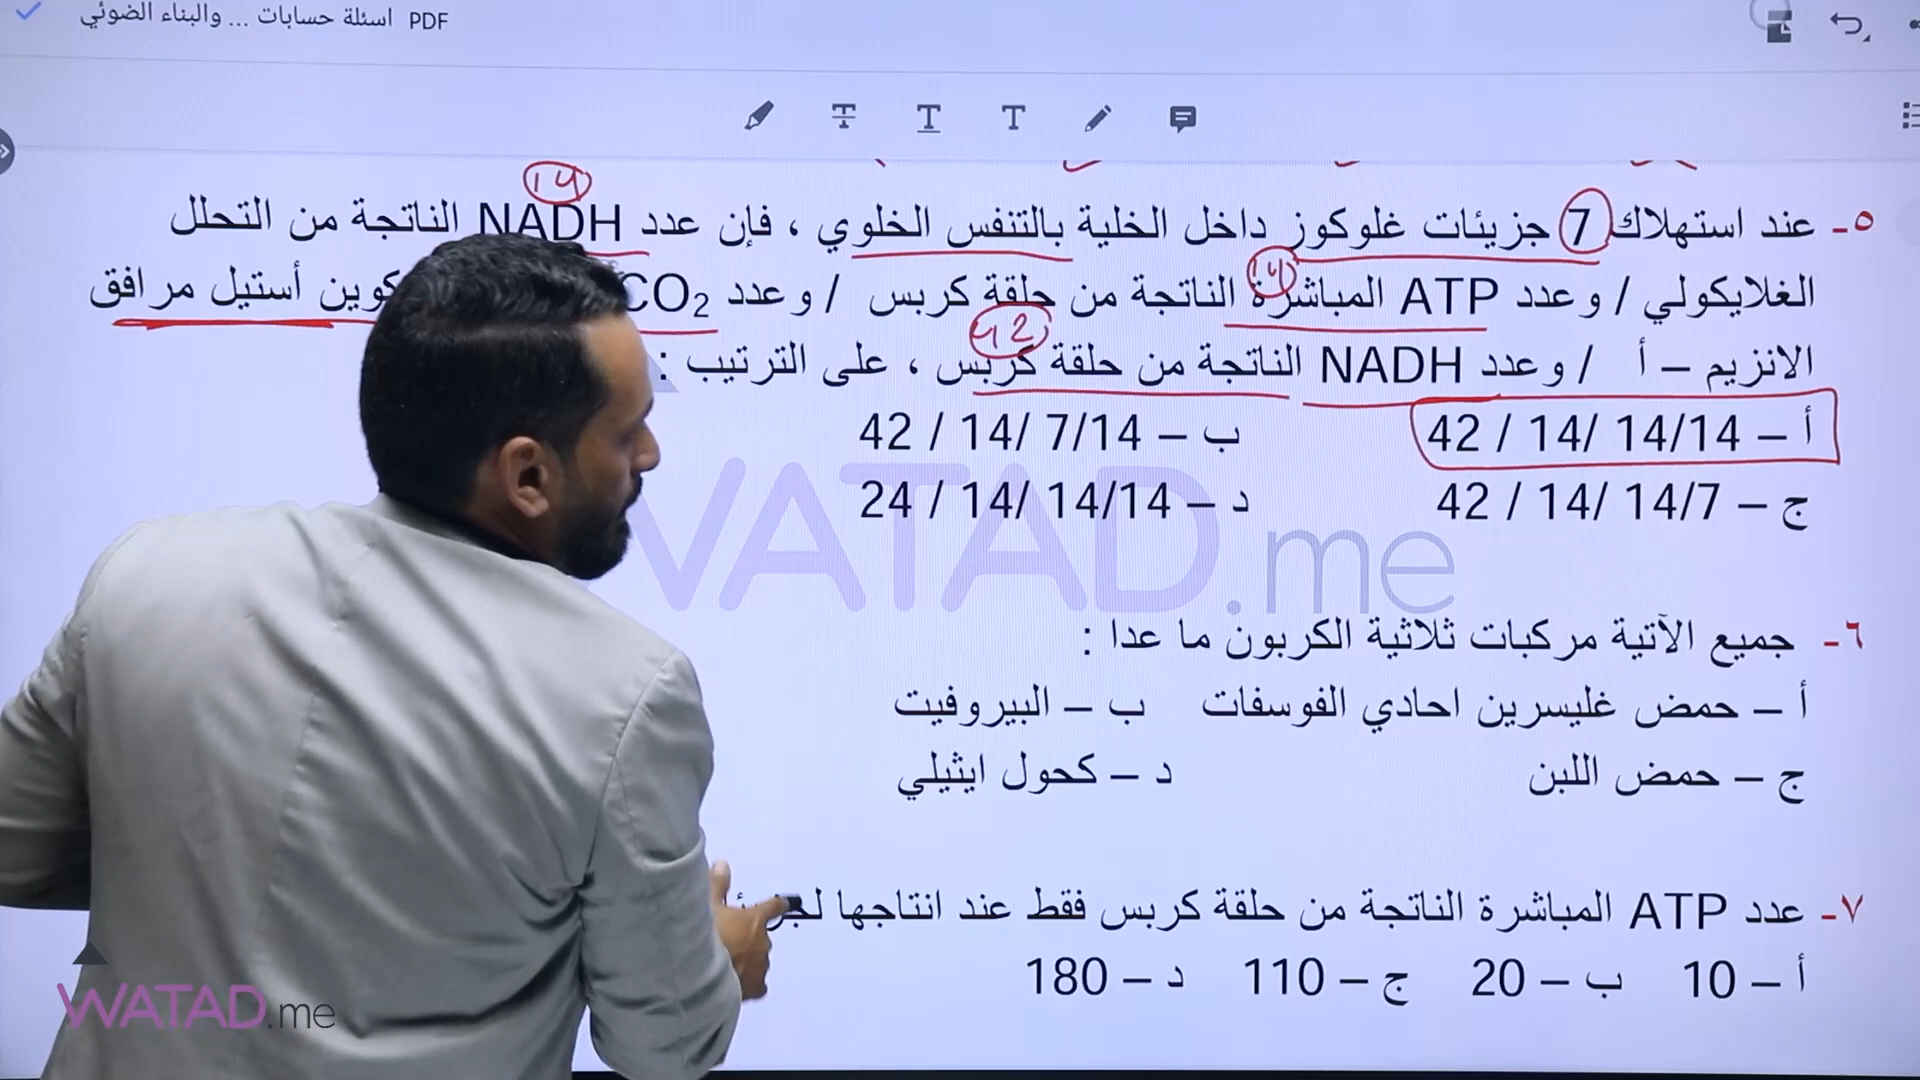 اسئلة حسابات ... والبناء الضوئي PDF
14
٥- عند استهلاك 7 جزيئات غلوكوز داخل الخلية بالتنفس الخلوي ، فإن عدد NADH الناتجة من التحلل
14
الغلايكولي / وعدد ATP المباشرة الناتجة من حلقة كربس / وعدد CO2 كوين أستيل مرافق
42
الانزيم – أ / وعدد NADH الناتجة من حلقة كربس ، على الترتيب :
أ – 14/14 /14 / 42 ب – 7/14 /14 / 42
ج – 14/7 /14 / 42 د – 14/14 /14 / 24
WATAD.me
٦- جميع الآتية مركبات ثلاثية الكربون ما عدا :
أ – حمض غليسرين احادي الفوسفات ب – البيروفيت
ج – حمض اللبن د – كحول ايثيلي
٧- عدد ATP المباشرة الناتجة من حلقة كربس فقط عند انتاجها
أ – 10 ب – 20 ج – 110 د – 180
WATAD.me